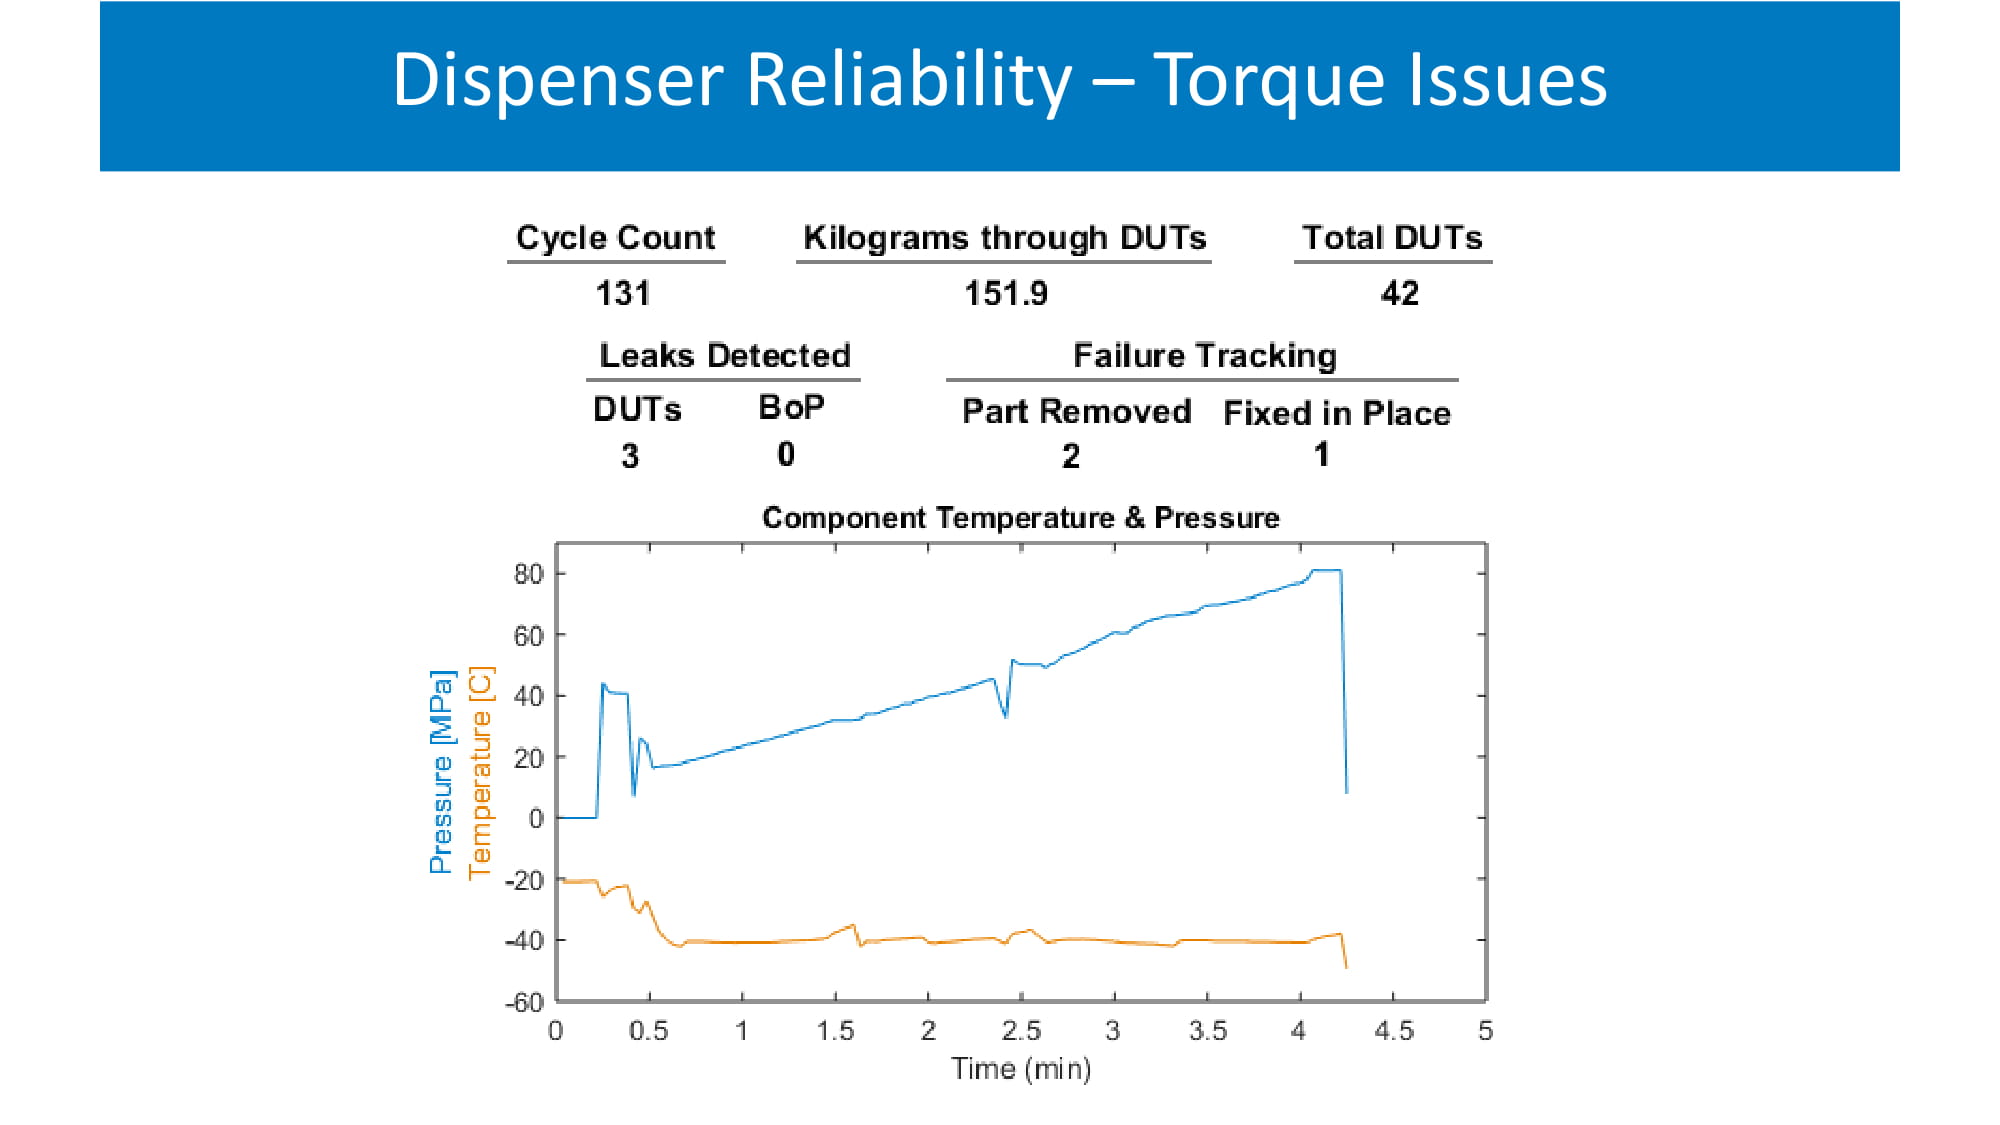 Dispenser Reliability – Torque Issues
Cycle Count Kilograms through DUTs Total DUTs
131 151.9 42
Leaks Detected Failure Tracking
DUTs BoP Part Removed Fixed in Place
3 0 2 1
Component Temperature & Pressure
Pressure [MPa]
Temperature [C]
80
60
40
20
0
-20
-40
-60
0 0.5 1 1.5 2 2.5 3 3.5 4 4.5 5
Time (min)